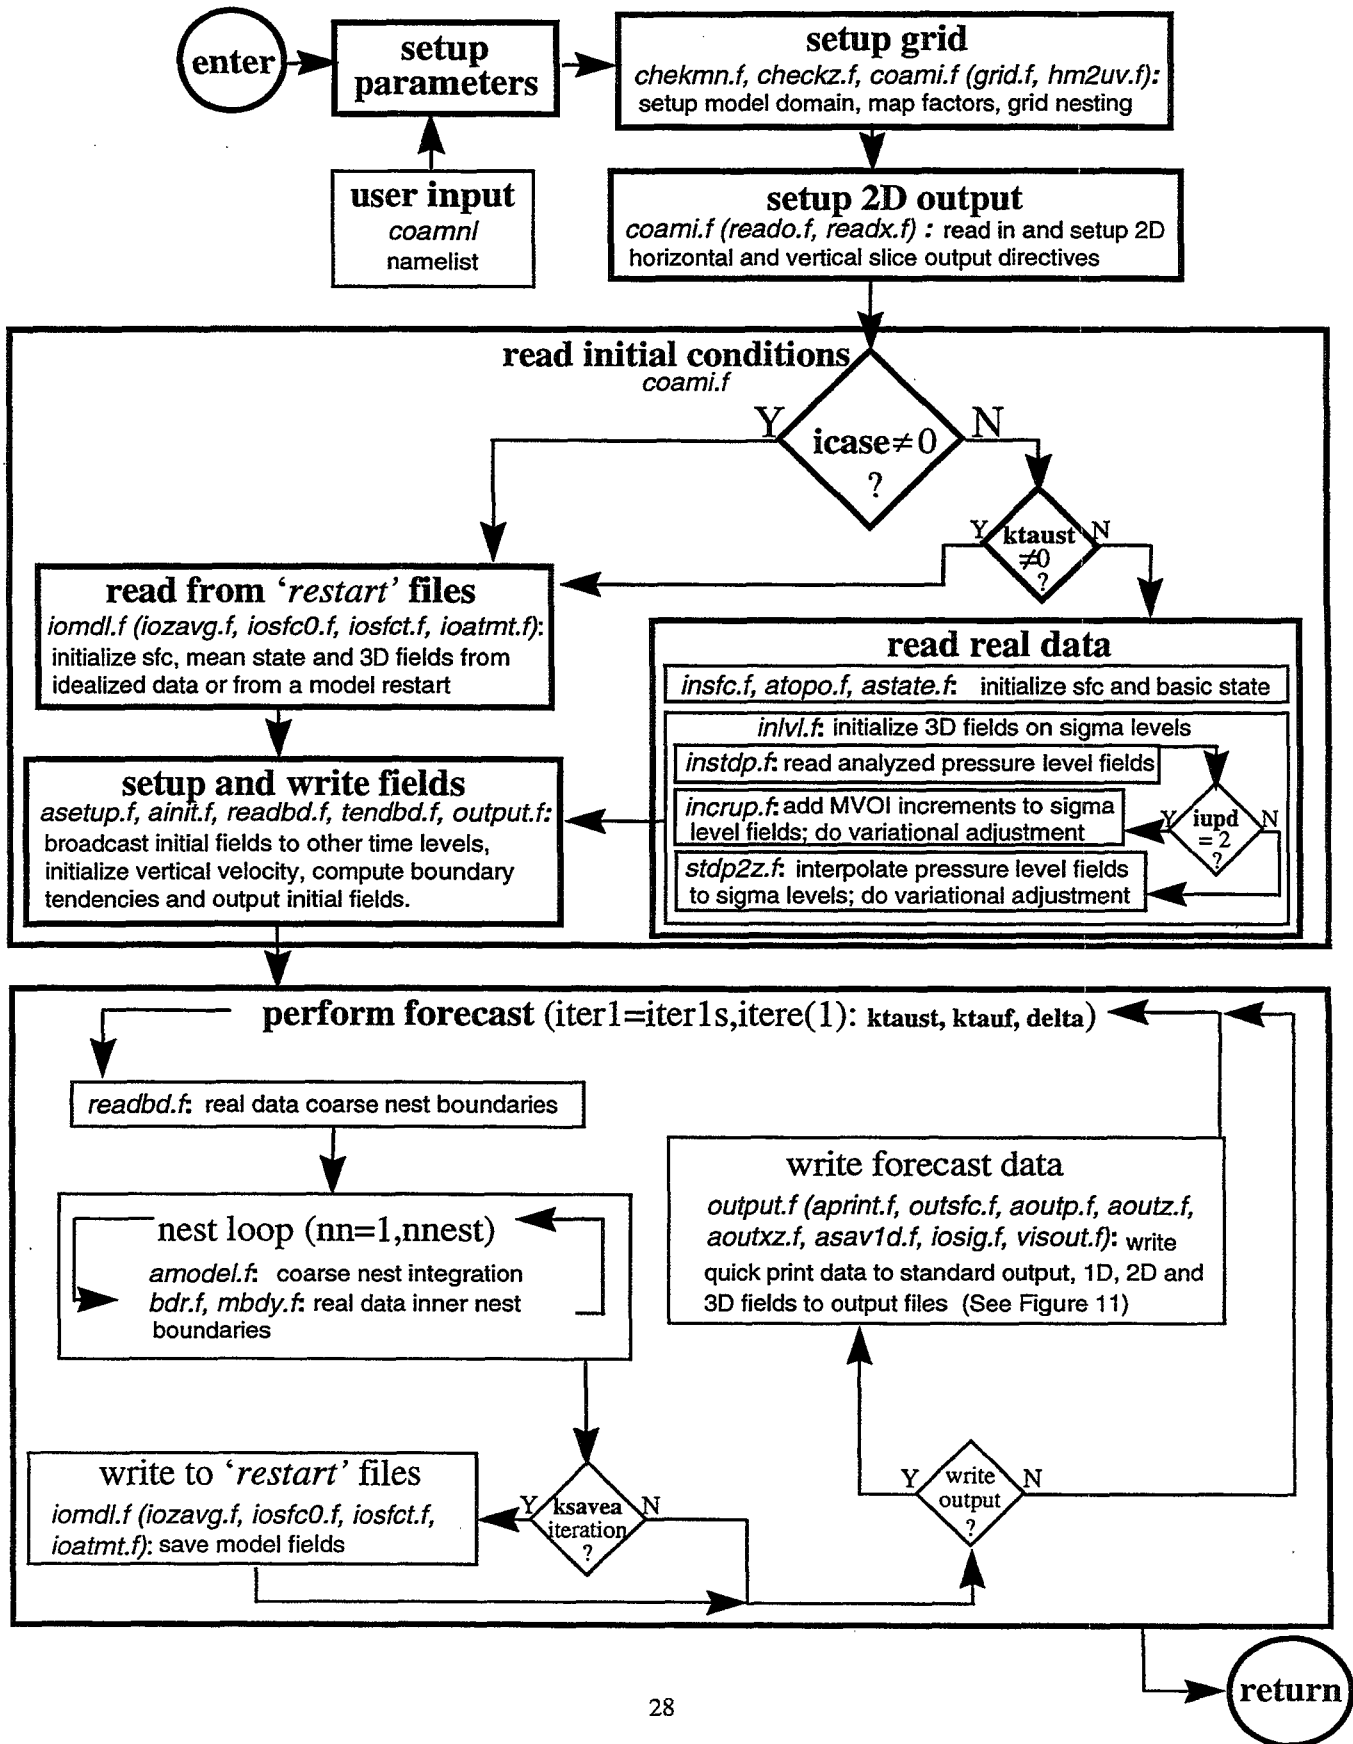 enter
setup
parameters
setup grid
chekmn.f, checkz.f, coami.f (grid.f, hm2uv.f):
setup model domain, map factors, grid nesting
user input
coamnl
namelist
setup 2D output
coami.f (reado.f, readx.f) : read in and setup 2D
horizontal and vertical slice output directives
read initial conditions
coami.f
Y
N
icase≠0
?
Y
N
ktaust
≠0
?
read from ‘restart’ files
iomdl.f (iozavg.f, iosfc0.f, iosfct.f, ioatmt.f):
initialize sfc, mean state and 3D fields from
idealized data or from a model restart
read real data
insfc.f, atopo.f, astate.f: initialize sfc and basic state
inlvl.f: initialize 3D fields on sigma levels
instdp.f: read analyzed pressure level fields
incrup.f: add MVOI increments to sigma
level fields; do variational adjustment
Y
N
iupd
= 2
?
stdp2z.f: interpolate pressure level fields
to sigma levels; do variational adjustment
setup and write fields
asetup.f, ainit.f, readbd.f, tendbd.f, output.f:
broadcast initial fields to other time levels,
initialize vertical velocity, compute boundary
tendencies and output initial fields.
perform forecast (iter1=iter1s,itere(1): ktaust, ktauf, delta)
readbd.f: real data coarse nest boundaries
nest loop (nn=1,nnest)
amodel.f: coarse nest integration
bdr.f, mbdy.f: real data inner nest
boundaries
write forecast data
output.f (aprint.f, outsfc.f, aoutp.f, aoutz.f,
aoutxz.f, asav1d.f, iosig.f, visout.f): write
quick print data to standard output, 1D, 2D and
3D fields to output files (See Figure 11)
write to ‘restart’ files
iomdl.f (iozavg.f, iosfc0.f, iosfct.f,
ioatmt.f): save model fields
Y
N
ksavea
iteration
?
Y
N
write
output
?
return
28